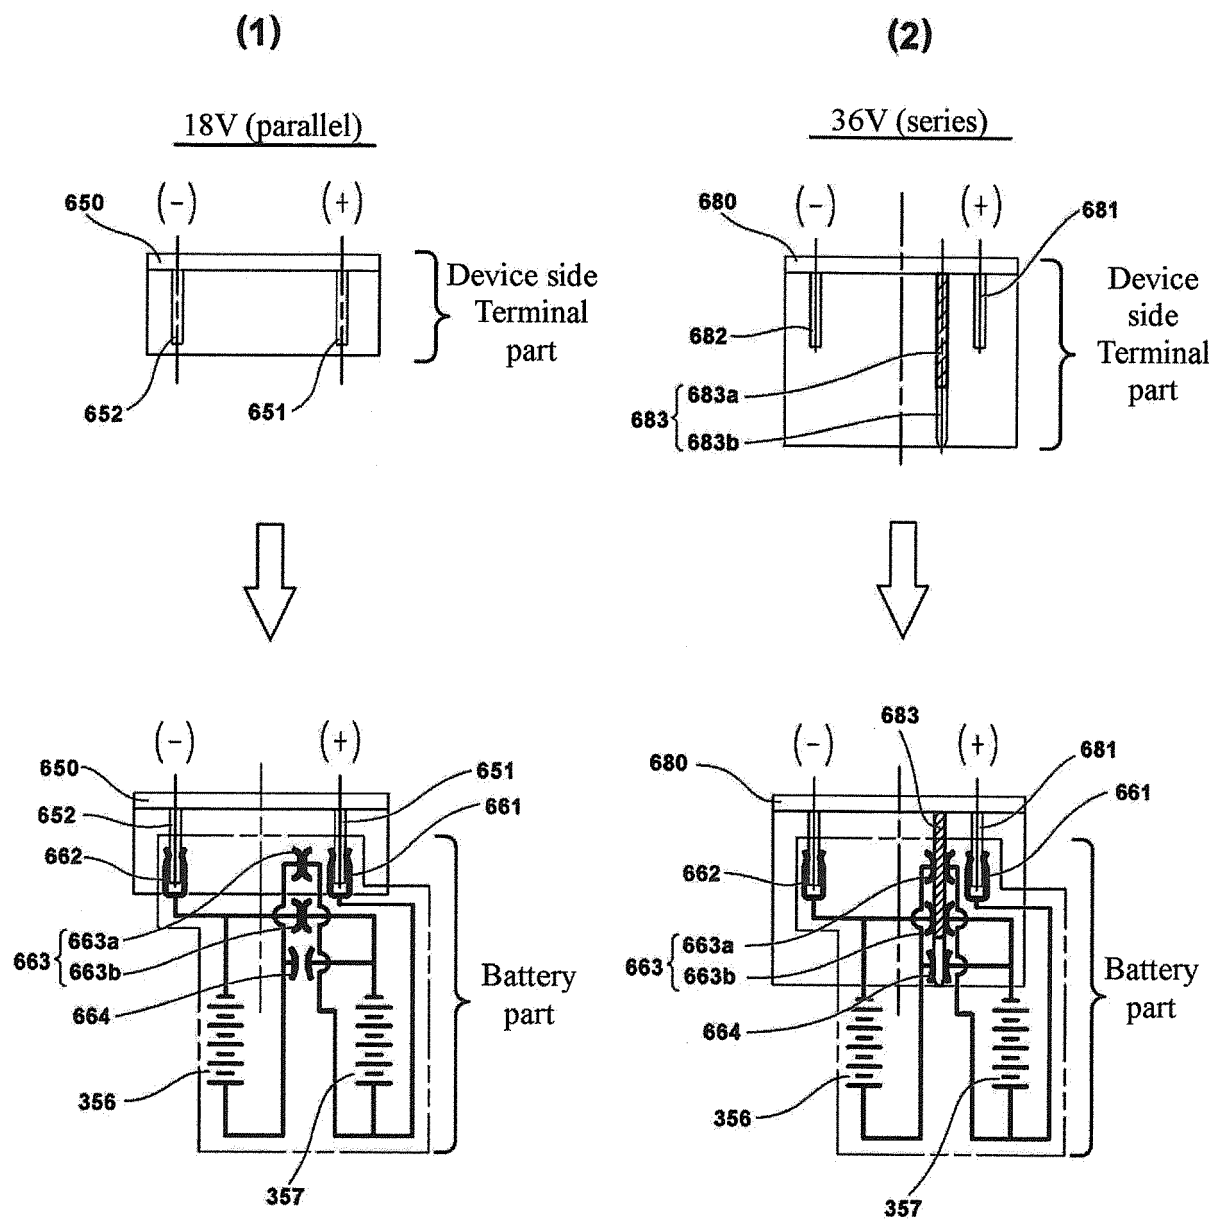 (1)
18V (parallel)
650
(-)
(+)
Device side
Terminal
part
652
651
(-)
(+)
650
652
662
651
661
663
663a
663b
664
356
357
Battery
part
(2)
36V (series)
680
(-)
(+)
681
682
683
683a
683b
Device
side
Terminal
part
683
(-)
(+)
680
681
661
662
663
663a
663b
664
356
357
Battery
part